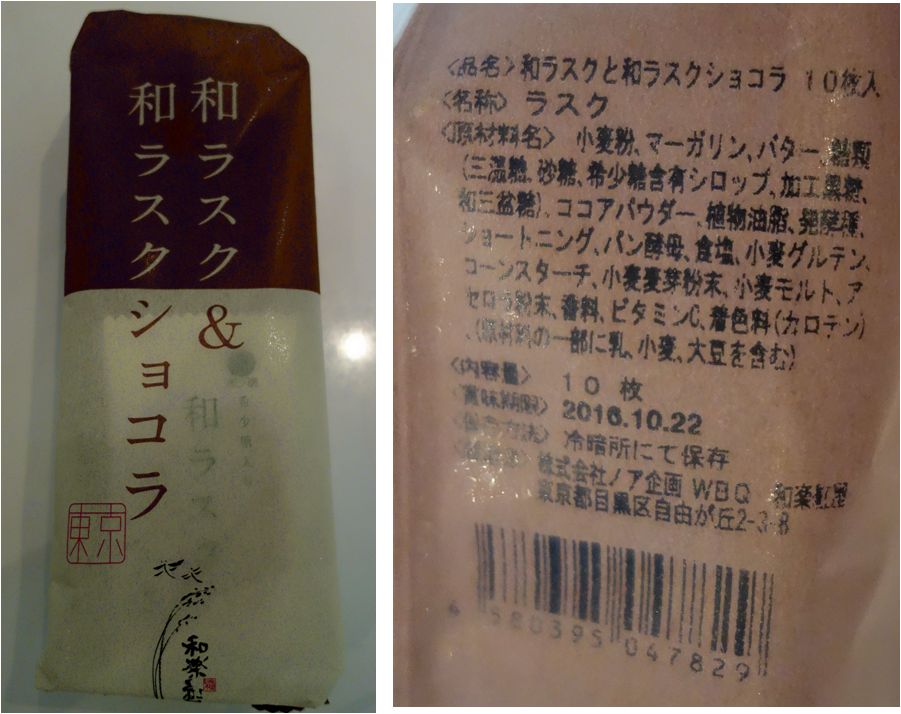 和ラスク&
和ラスクショコラ
東京
和ラスク
<品名>和ラスクと和ラスクショコラ 10枚入
<名称> ラスク
<原材料名> 小麦粉、マーガリン、バター、糖類
(三温糖、砂糖、希少糖含有シロップ、加工黒糖、
和三盆糖)、ココアパウダー、植物油脂、発酵種、
ショートニング、パン酵母、食塩、小麦グルテン、
コーンスターチ、小麦麦芽粉末、小麦モルト、ア
セロラ粉末、香料、ビタミンC、着色料(カロテン)
、(原材料の一部に乳、小麦、大豆を含む)
<内容量> 10 枚
<賞味期限> 2016.10.22
<保存方法> 冷暗所にて保存
株式会社ノア企画 WBQ 和楽紅屋
東京都目黒区自由が丘2-3-8
580395 047829